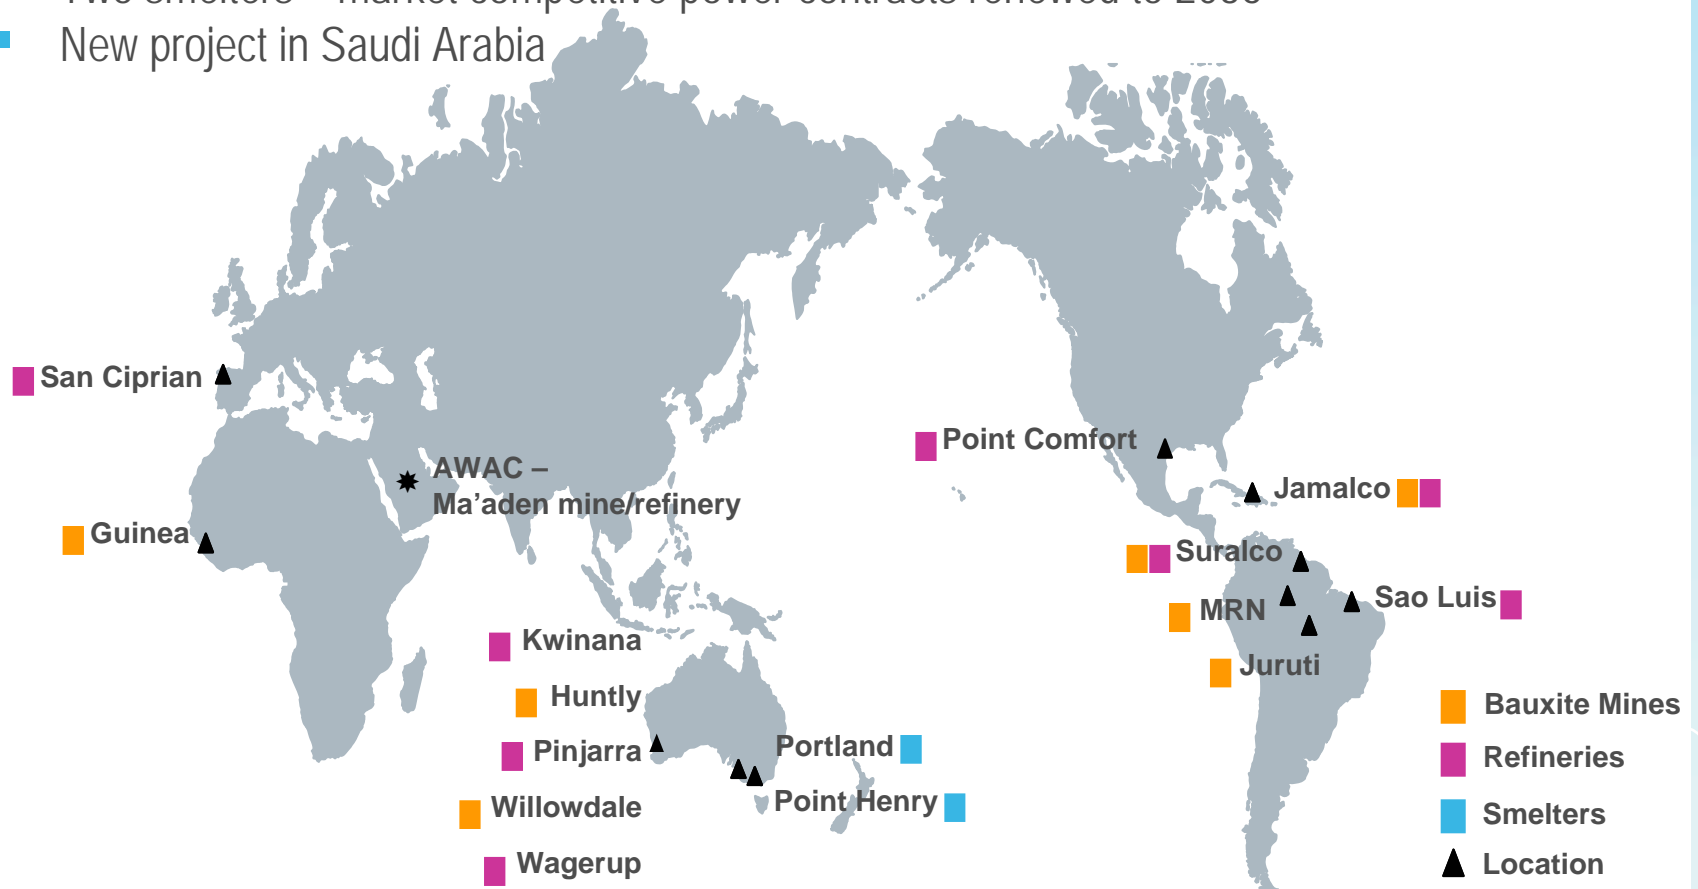 New project in Saudi Arabia
San Ciprian
AWAC –
Ma'aden mine/refinery
Guinea
Point Comfort
Jamalco
Suralco
MRN
Sao Luis
Juruti
Kwinana
Huntly
Pinjarra
Willowdale
Wagerup
Portland
Point Henry
Bauxite Mines
Refineries
Smelters
Location